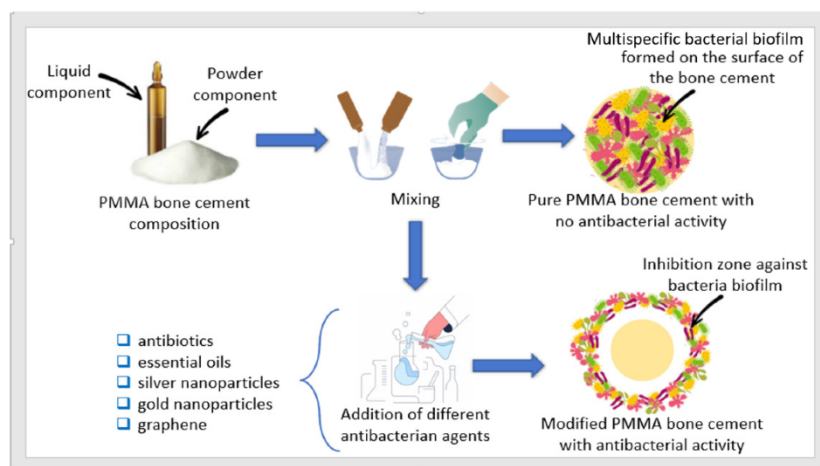 Liquid
component
Powder
component
PMMA bone cement
composition
Mixing
Multispecific bacterial biofilm
formed on the surface of
the bone cement
Pure PMMA bone cement with
no antibacterial activity
antibiotics
essential oils
silver nanoparticles
gold nanoparticles
graphene
Addition of different
antibacterian agents
Inhibition zone against
bacteria biofilm
Modified PMMA bone cement
with antibacterial activity